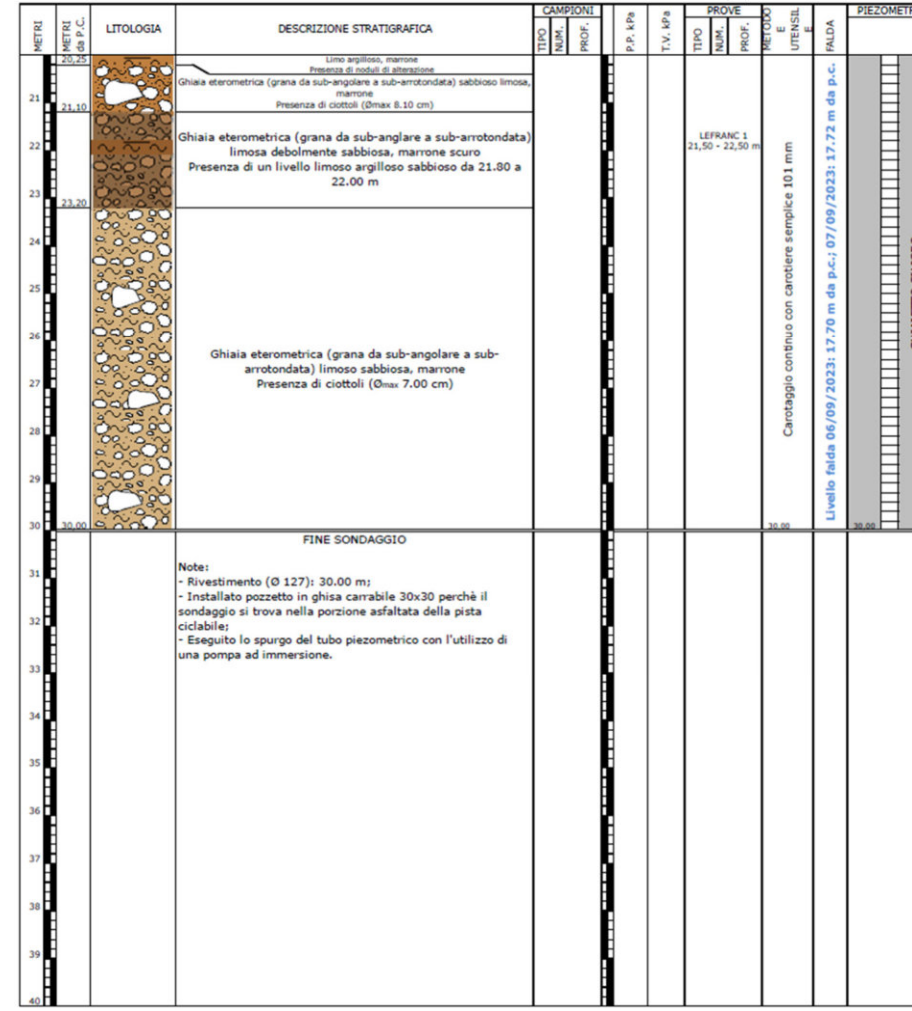 METRI
METRI da P.C.
LITOLOGIA
DESCRIZIONE STRATIGRAFICA
CAMPIONI
TIPO
NUM.
PROF.
P.P. kPa
T.V. kPa
PROVE
TIPO
NUM.
PROF.
METODO
E
UTENSIL
E
FALDA
PIEZOMETR
20,25
Limo argilloso, marrone
Presenza di noduli di alterazione
Ghiaia eterometrica (grana da sub-angolare a sub-arrotondata) sabbioso limosa,
marrone
Presenza di ciottoli (Ømax 8.10 cm)
21
21,10
Ghiaia eterometrica (grana da sub-anglare a sub-arrotondata)
limosa debolmente sabbiosa, marrone scuro
Presenza di un livello limoso argilloso sabbioso da 21.80 a
22.00 m
LEFRANC 1
21,50 - 22,50 m
22
23
23,20
24
25
26
Ghiaia eterometrica (grana da sub-angolare a sub-
arrotondata) limoso sabbiosa, marrone
Presenza di ciottoli (Ømax 7.00 cm)
27
28
29
30
30,00
Carotaggio continuo con carotiere semplice 101 mm
30.00
Livello falda 06/09/2023: 17.70 m da p.c.; 07/09/2023: 17.72 m da p.c.
30.00
FINE SONDAGGIO
Note:
- Rivestimento (Ø 127): 30.00 m;
- Installato pozzetto in ghisa carrabile 30x30 perchè il
sondaggio si trova nella porzione asfaltata della pista
ciclabile;
- Eseguito lo spurgo del tubo piezometrico con l'utilizzo di
una pompa ad immersione.
31
32
33
34
35
36
37
38
39
40